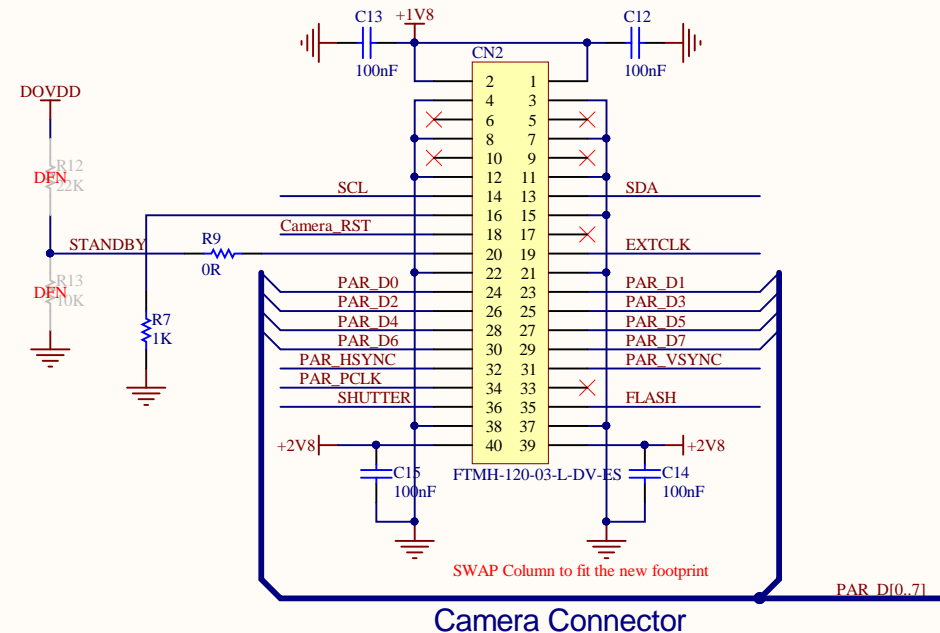 C13
+1V8
C12
100nF
CN2
100nF
DOVDD
2 1
4 3
6 5
8 7
R12
DFN
22K
10 9
12 11
SCL
14 13
SDA
16 15
Camera_RST
18 17
STANDBY
R9
0R
20 19
EXTCLK
R13
DFN
10K
22 21
PAR_D0
24 23
PAR_D1
PAR_D2
26 25
PAR_D3
R7
1K
PAR_D4
28 27
PAR_D5
PAR_D6
30 29
PAR_D7
PAR_HSYNC
32 31
PAR_VSYNC
PAR_PCLK
34 33
SHUTTER
36 35
FLASH
38 37
+2V8
40 39
+2V8
C15
100nF
FTMH-120-03-L-DV-ES
C14
100nF
SWAP Column to fit the new footprint
PAR_D[0..7]
Camera Connector